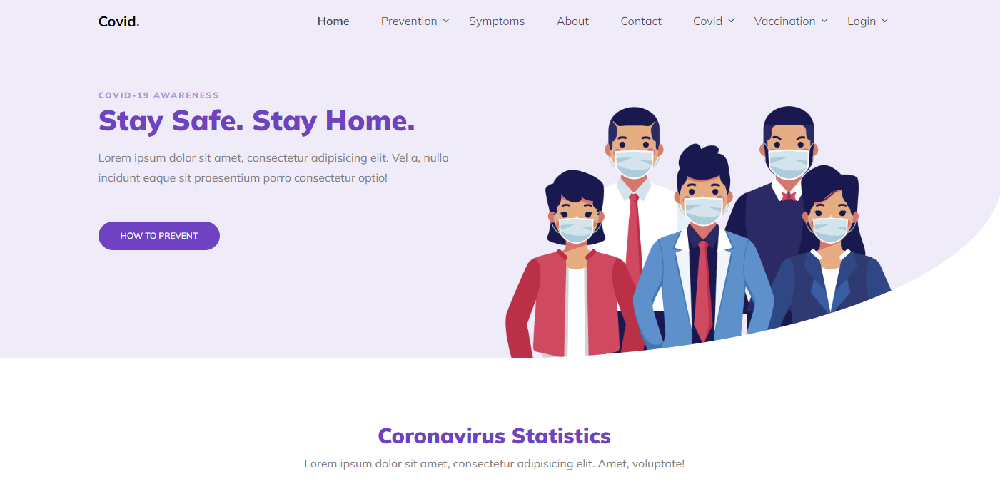 Covid.
Home Prevention Symptoms About Contact Covid Vaccination Login
COVID-19 AWARENESS
Stay Safe. Stay Home.
Lorem ipsum dolor sit amet, consectetur adipisicing elit. Vel a, nulla
incidunt eaque sit praesentium porro consectetur optio!
HOW TO PREVENT
Coronavirus Statistics
Lorem ipsum dolor sit amet, consectetur adipisicing elit. Amet, voluptate!